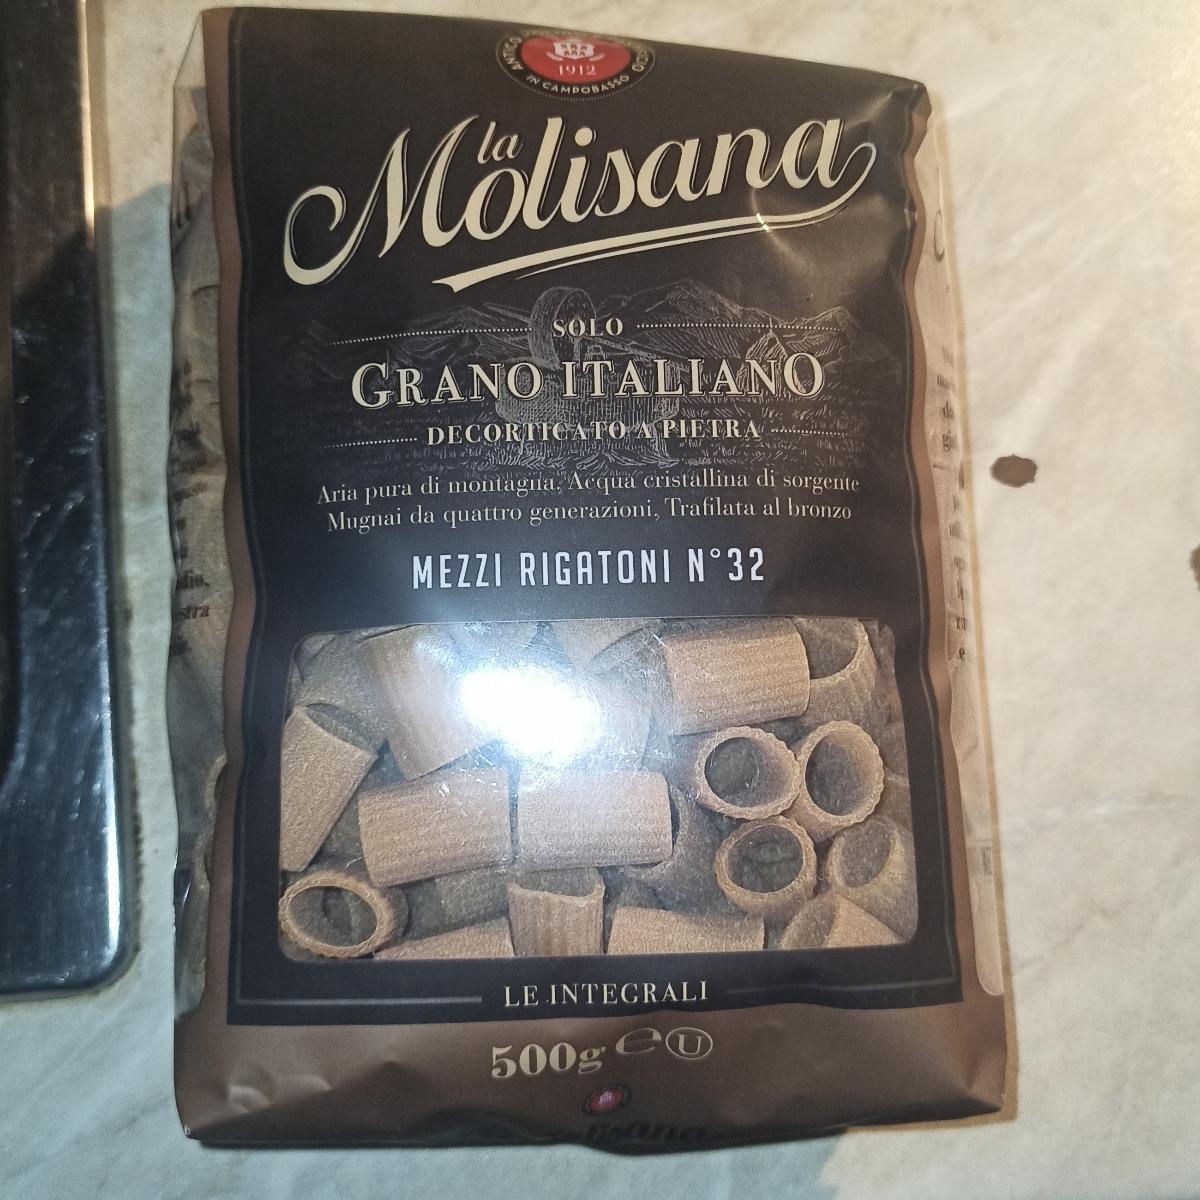 1912
IN CAMPOBASSO
la
Molisana
SOLO
GRANO ITALIANO
DECORTICATO A PIETRA
Aria pura di montagna, Acqua cristallina di sorgente
Mugnai da quattro generazioni, Trafilata al bronzo
MEZZI RIGATONI N°32
LE INTEGRALI
500g ℮ U